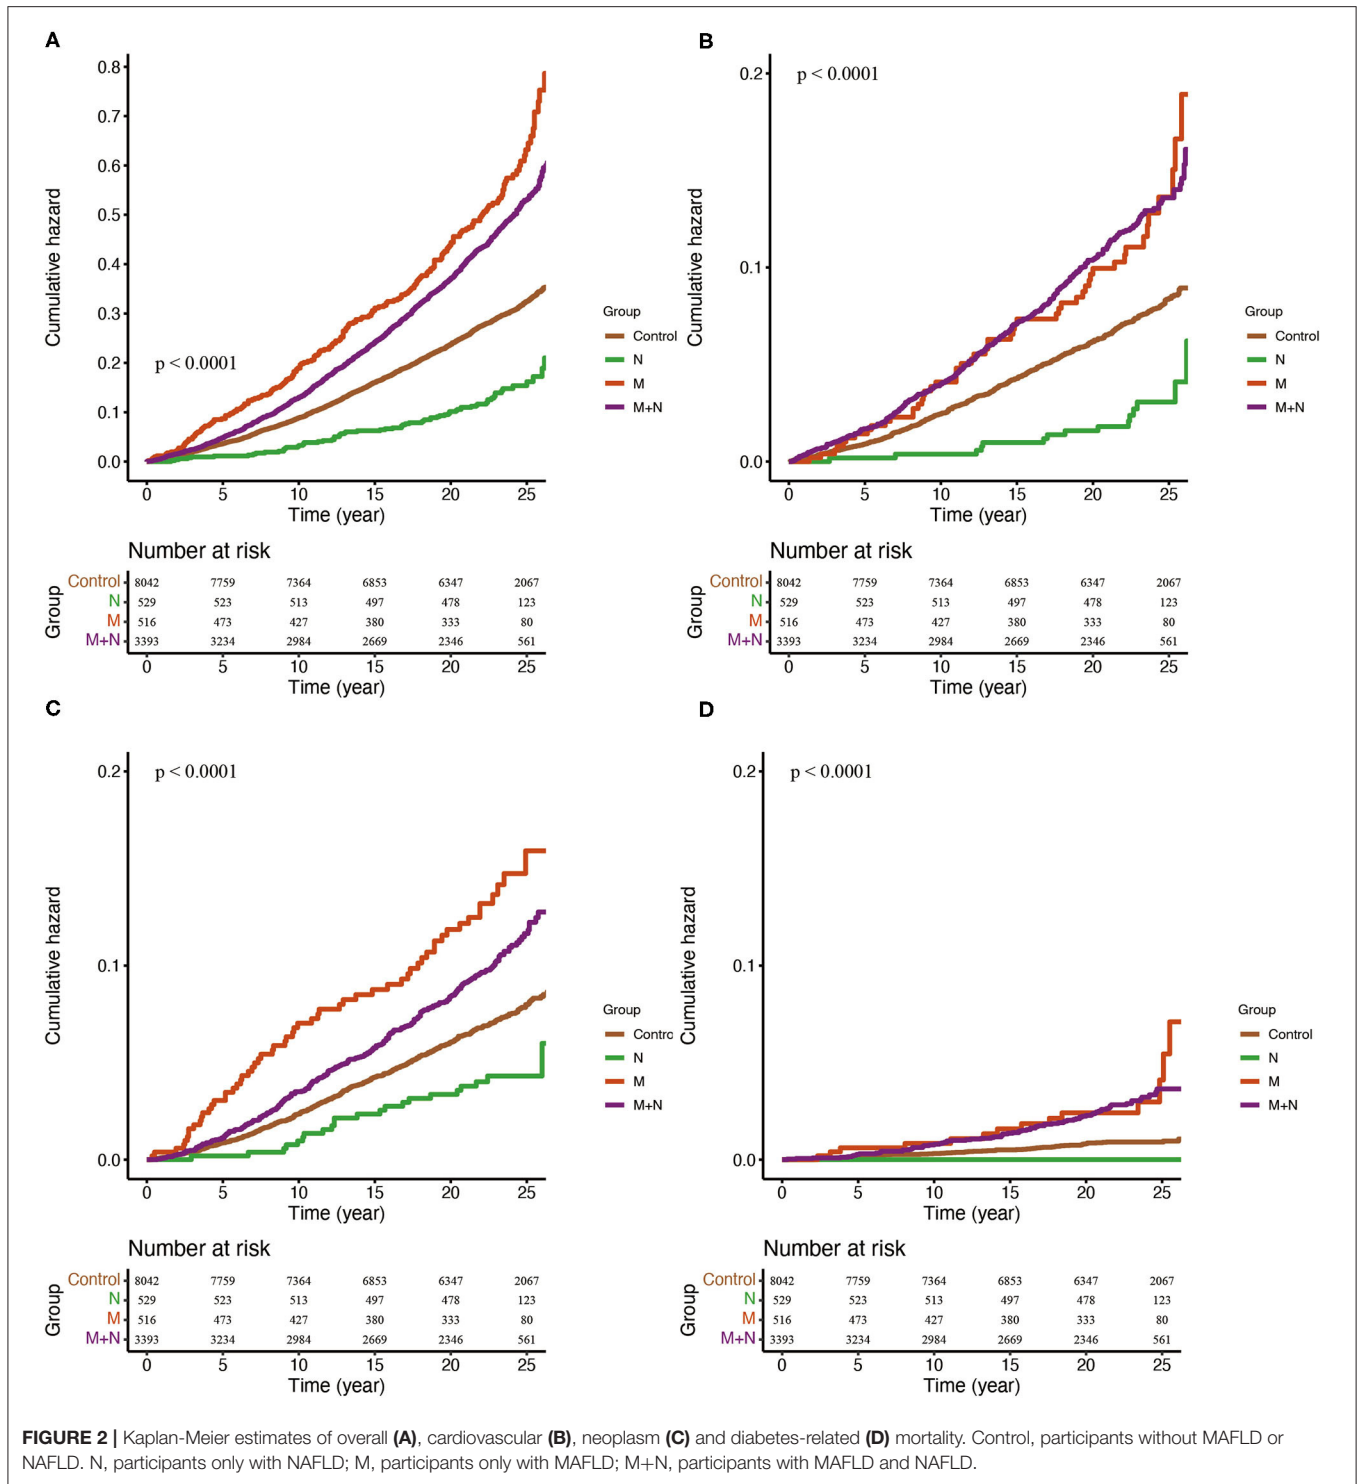 A
0.8
0.7
0.6
0.5
0.4
0.3
0.2
0.1
0.0
Cumulative hazard
p < 0.0001
0 5 10 15 20 25
Time (year)
Group
Control
N
M
M+N
Number at risk
Group
Control 8042 7759 7364 6853 6347 2067
N 529 523 513 497 478 123
M 516 473 427 380 333 80
M+N 3393 3234 2984 2669 2346 561
0 5 10 15 20 25
Time (year)
B
0.2
0.1
0.0
Cumulative hazard
p < 0.0001
0 5 10 15 20 25
Time (year)
Group
Control
N
M
M+N
Number at risk
Group
Control 8042 7759 7364 6853 6347 2067
N 529 523 513 497 478 123
M 516 473 427 380 333 80
M+N 3393 3234 2984 2669 2346 561
0 5 10 15 20 25
Time (year)
C
0.2
0.1
0.0
Cumulative hazard
p < 0.0001
0 5 10 15 20 25
Time (year)
Group
Contro
N
M
M+N
Number at risk
Group
Control 8042 7759 7364 6853 6347 2067
N 529 523 513 497 478 123
M 516 473 427 380 333 80
M+N 3393 3234 2984 2669 2346 561
0 5 10 15 20 25
Time (year)
D
0.2
0.1
0.0
Cumulative hazard
p < 0.0001
0 5 10 15 20 25
Time (year)
Group
Control
N
M
M+N
Number at risk
Group
Control 8042 7759 7364 6853 6347 2067
N 529 523 513 497 478 123
M 516 473 427 380 333 80
M+N 3393 3234 2984 2669 2346 561
0 5 10 15 20 25
Time (year)
FIGURE 2 | Kaplan-Meier estimates of overall (A), cardiovascular (B), neoplasm (C) and diabetes-related (D) mortality. Control, participants without MAFLD or
NAFLD. N, participants only with NAFLD; M, participants only with MAFLD; M+N, participants with MAFLD and NAFLD.